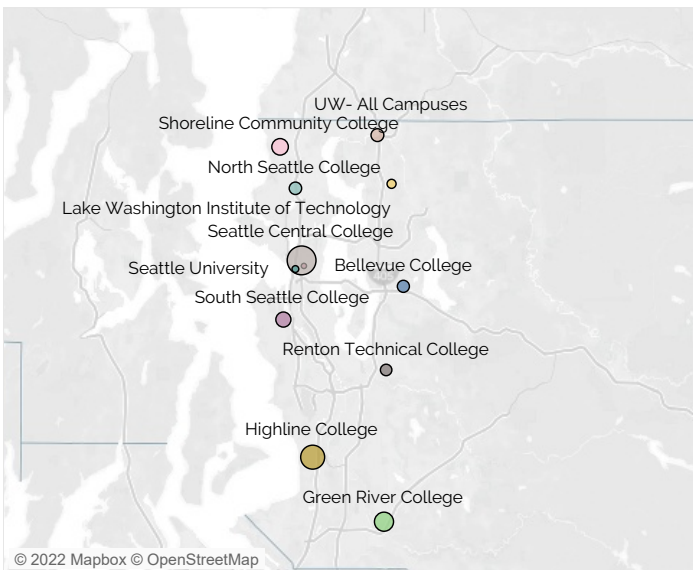 UW- All Campuses
Shoreline Community College
North Seattle College
Lake Washington Institute of Technology
Seattle Central College
Seattle University
Bellevue College
South Seattle College
Renton Technical College
Highline College
Green River College
© 2022 Mapbox © OpenStreetMap